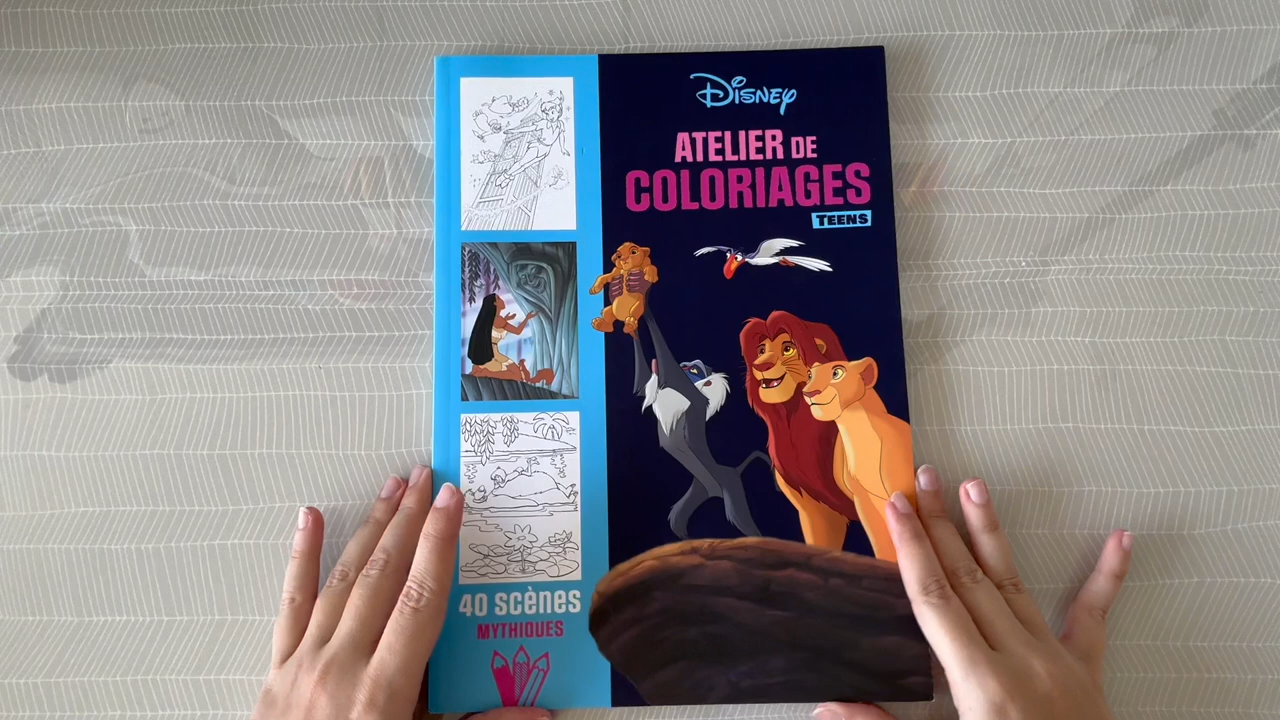 Disney
ATELIER DE
COLORIAGES
TEENS
40 SCÈNES
MYTHIQUES